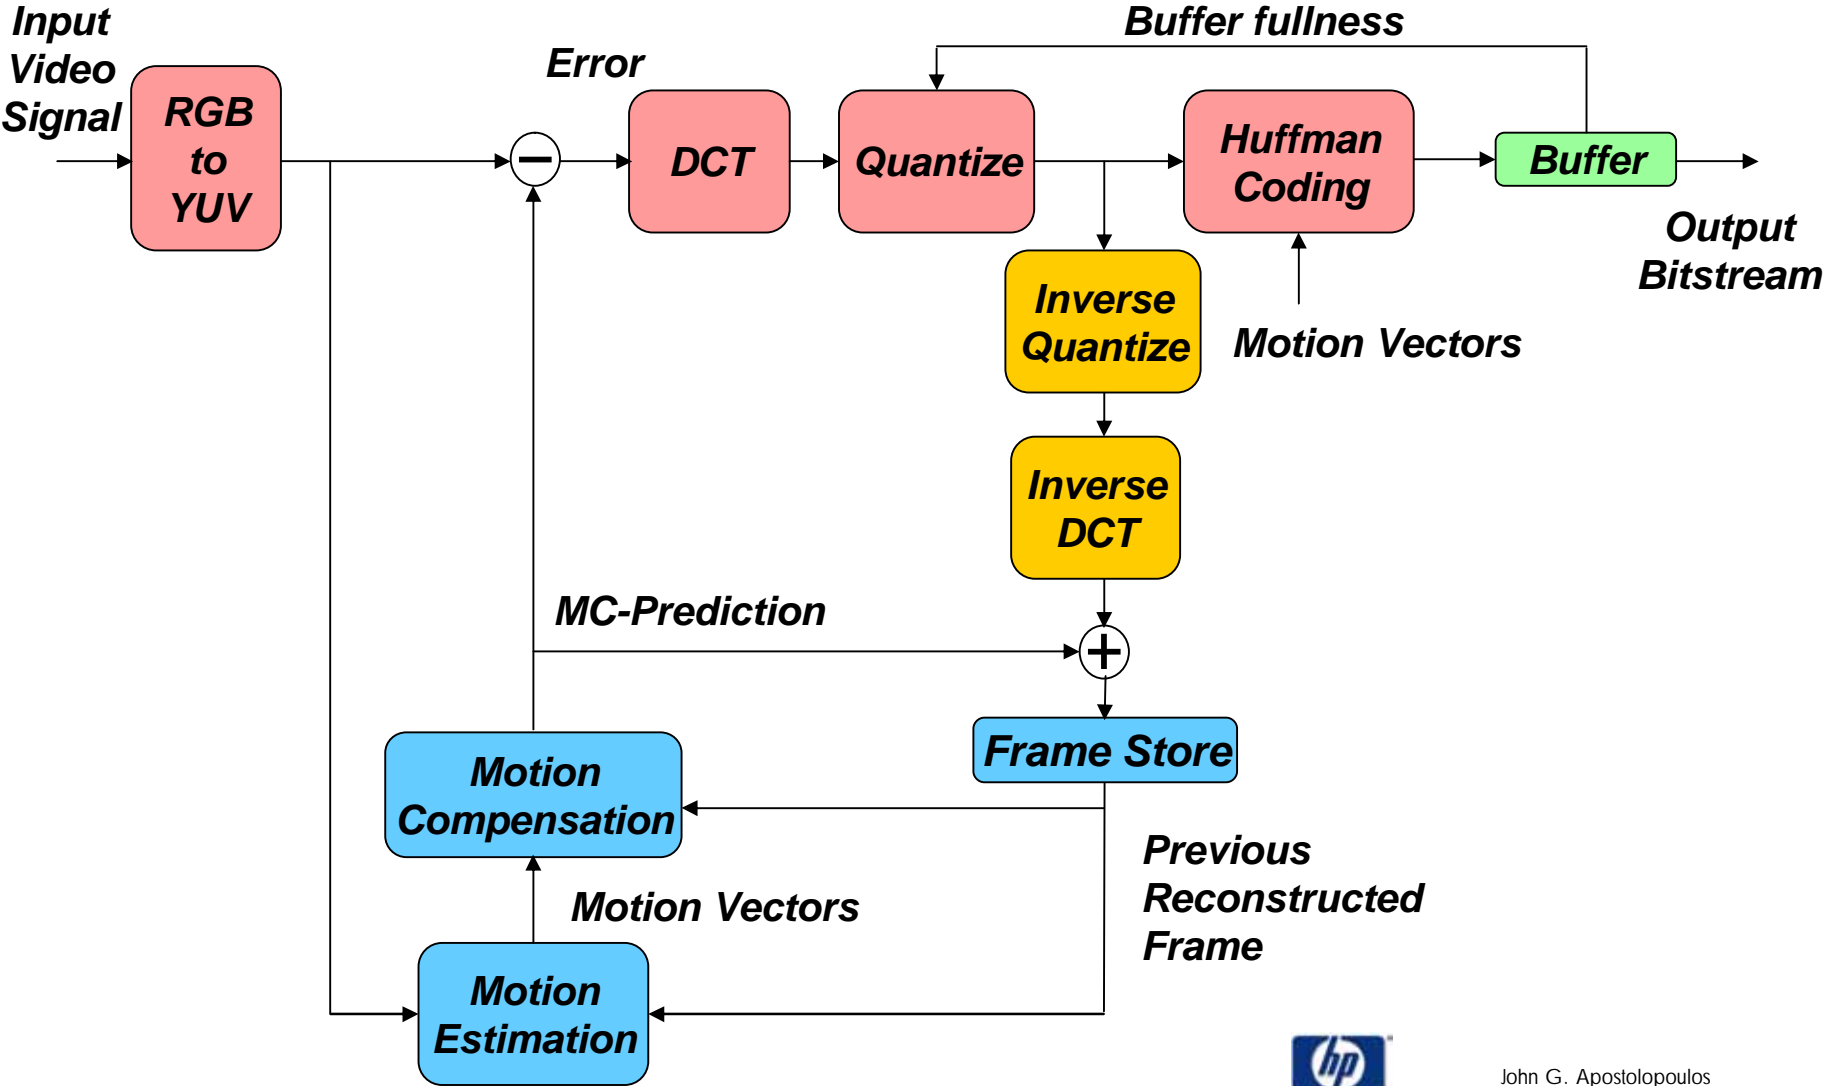 Input
Video
Signal
RGB
to
YUV
Error
DCT
Quantize
Buffer fullness
Huffman
Coding
Buffer
Output
Bitstream
Inverse
Quantize
Motion Vectors
Inverse
DCT
MC-Prediction
Frame Store
Motion
Compensation
Previous
Reconstructed
Frame
Motion Vectors
Motion
Estimation
hp
John G. Apostolopoulos